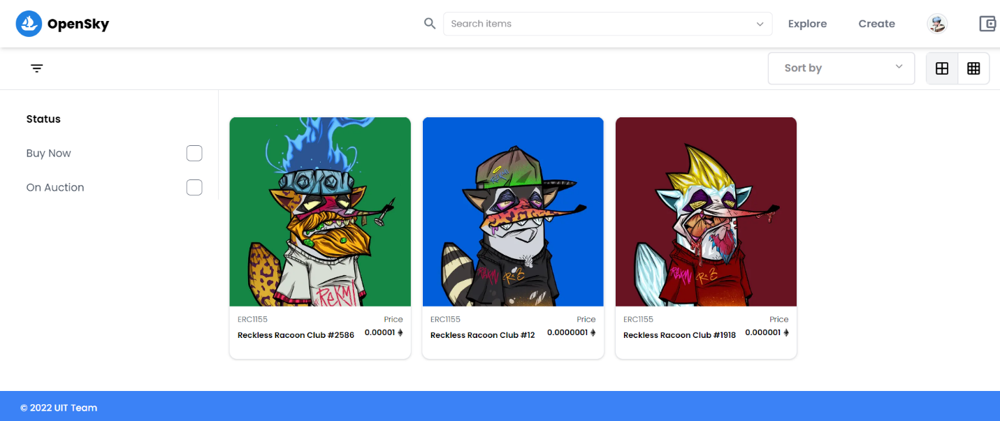 OpenSky
Search items
Explore
Create
Sort by
Status
Buy Now
On Auction
REKM
ERC1155
Price
Reckless Racoon Club #2586
0.00001
ERC1155
Price
Reckless Racoon Club #12
0.0000001
ERC1155
Price
Reckless Racoon Club #1918
0.000001
© 2022 UIT Team